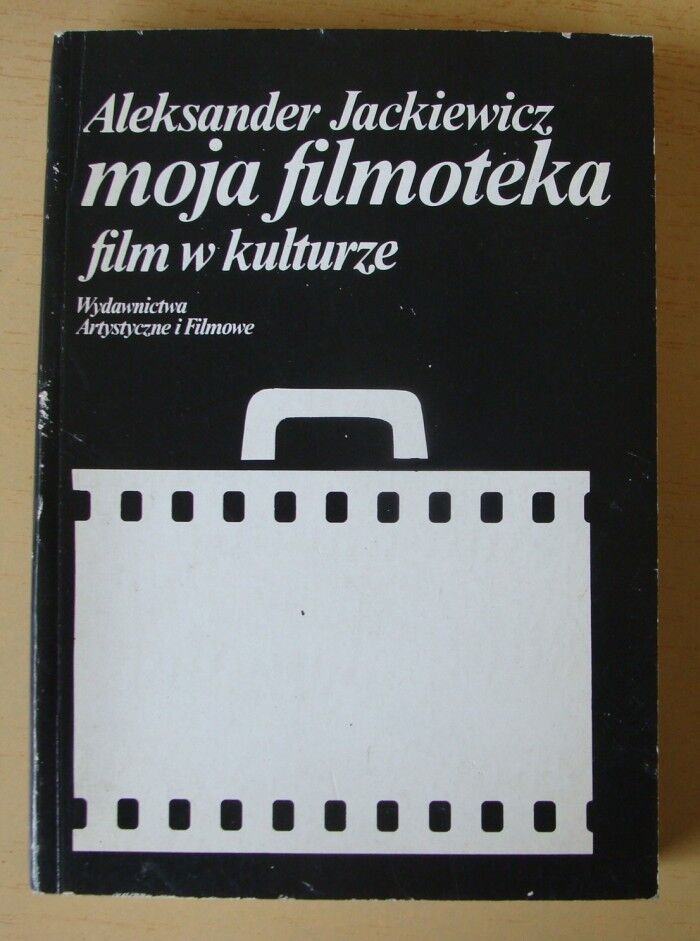 Aleksander Jackiewicz
moja filmoteka
film w kulturze
Wydawnictwa
Artystyczne i Filmowe